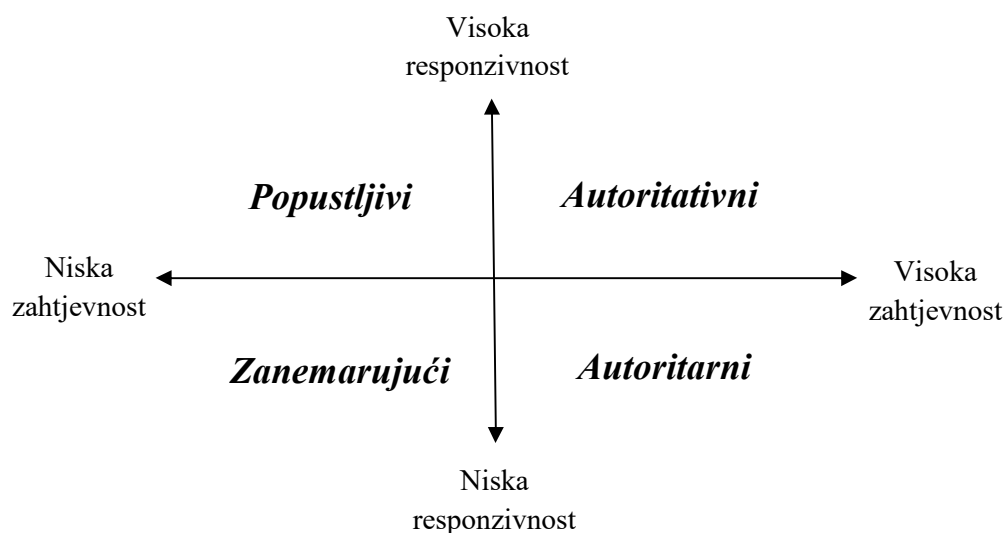 Visoka
responzivnost
Popustljivi
Autoritativni
Niska
zahtjevnost
Visoka
zahtjevnost
Zanemarujući
Autoritarni
Niska
responzivnost